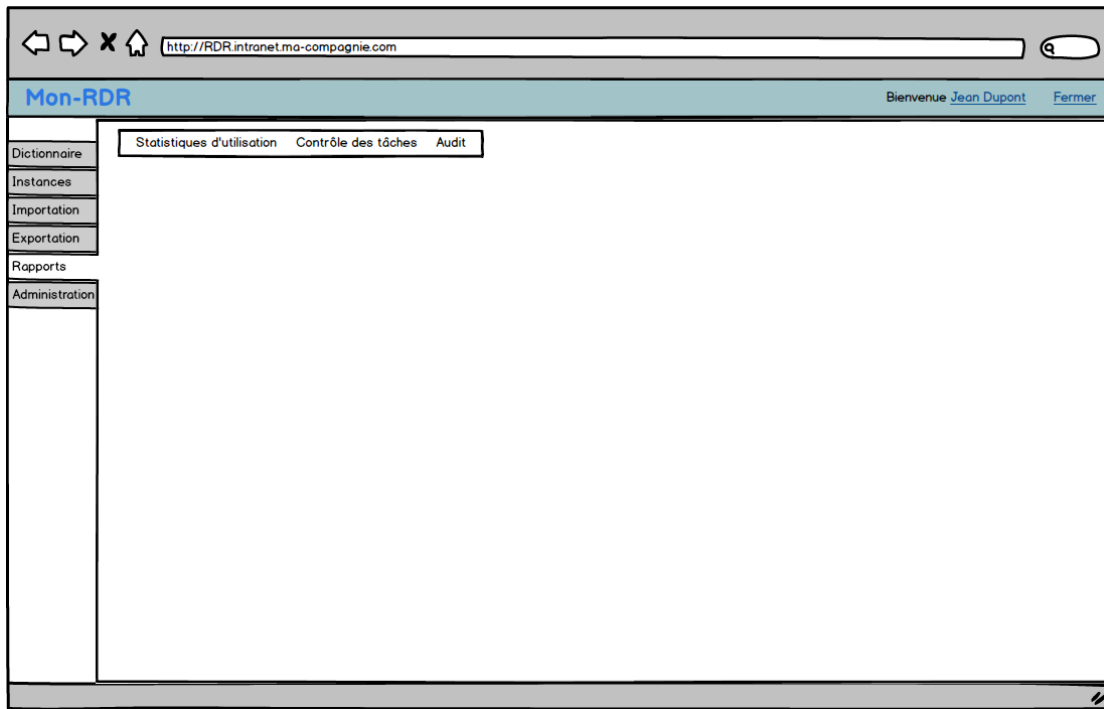 http://RDR.intranet.ma-compagnie.com
Mon-RDR
Bienvenue Jean Dupont Fermer
Statistiques d'utilisation Contrôle des tâches Audit
Dictionnaire
Instances
Importation
Exportation
Rapports
Administration